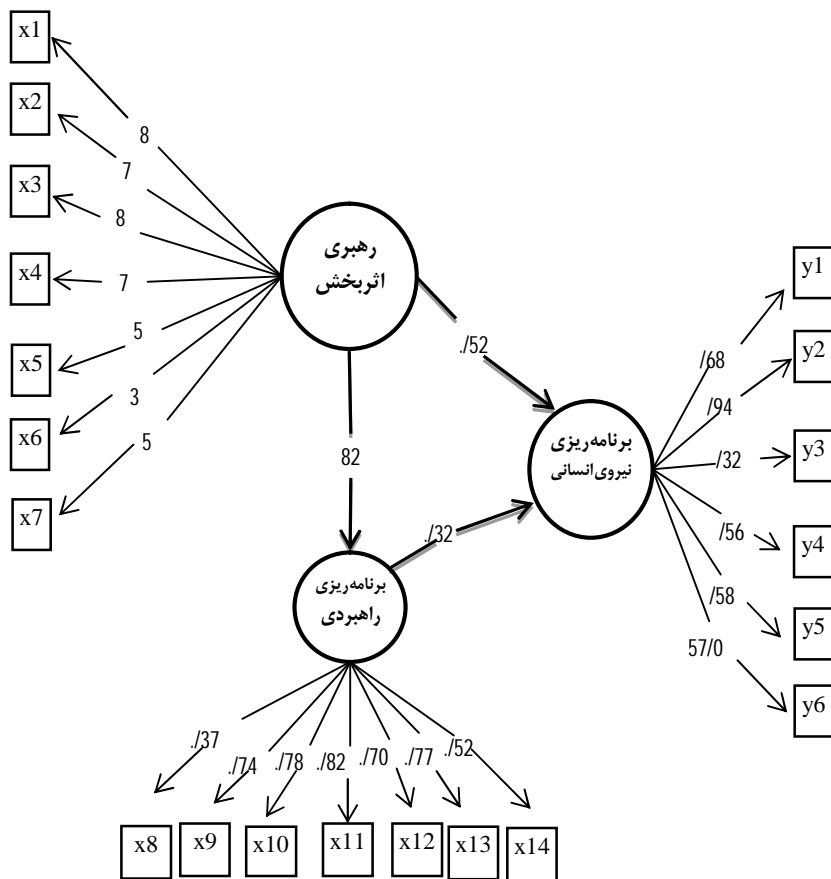 x1
x2
x3
x4
x5
x6
x7
8
7
8
7
5
3
5
رهبری
اثربخش
./52
82
./32
برنامه‌ریزی
نیروی‌انسانی
برنامه‌ریزی
راهبردی
/68
/94
/32
/56
/58
57/0
y1
y2
y3
y4
y5
y6
./37
./74
./78
./82
./70
./77
./52
x8
x9
x10
x11
x12
x13
x14